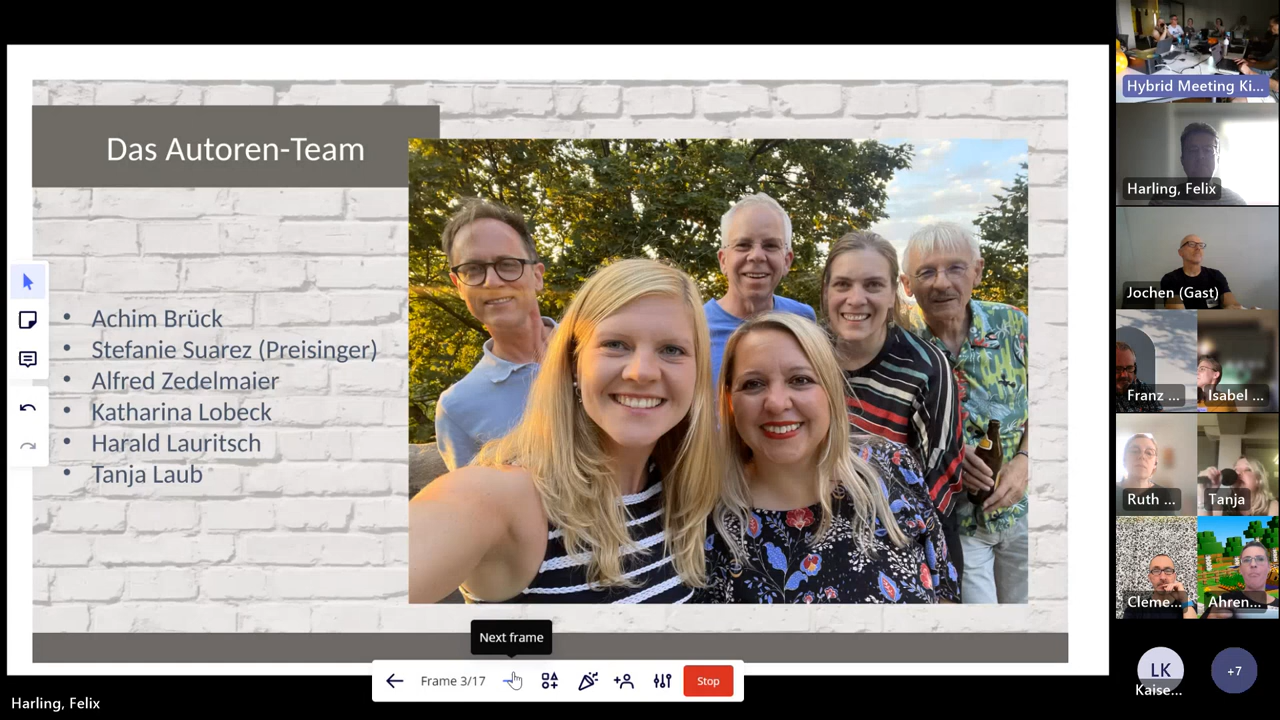 Das Autoren-Team
• Achim Brück
• Stefanie Suarez (Preisinger)
• Alfred Zedelmaier
• Katharina Lobeck
• Harald Lauritsch
• Tanja Laub
Next frame
Frame 3/17
Stop
Harling, Felix
Hybrid Meeting Ki...
Harling, Felix
Jochen (Gast)
Franz ...
Isabel ...
Ruth ...
Tanja
Cleme...
Ahren...
LK
Kaise...
+7